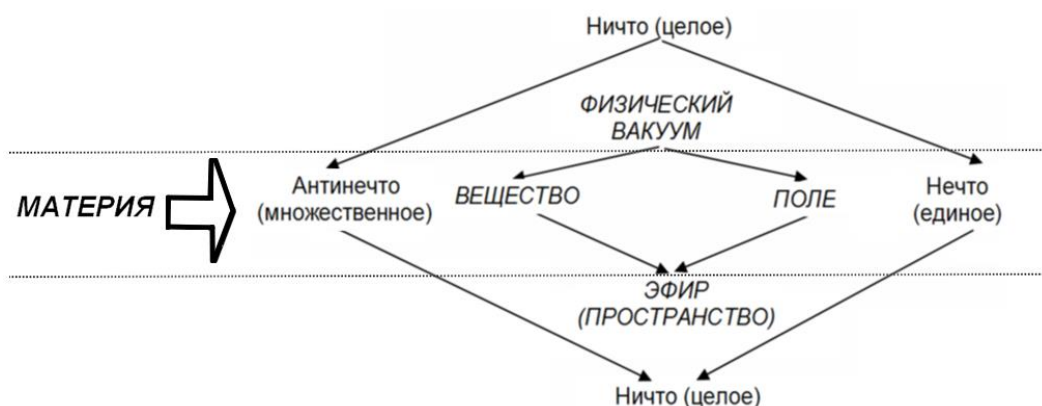 Ничто (целое)
ФИЗИЧЕСКИЙ
ВАКУУМ
МАТЕРИЯ
Антинечто
(множественное)
ВЕЩЕСТВО
ПОЛЕ
Нечто
(единое)
ЭФИР
(ПРОСТРАНСТВО)
Ничто (целое)